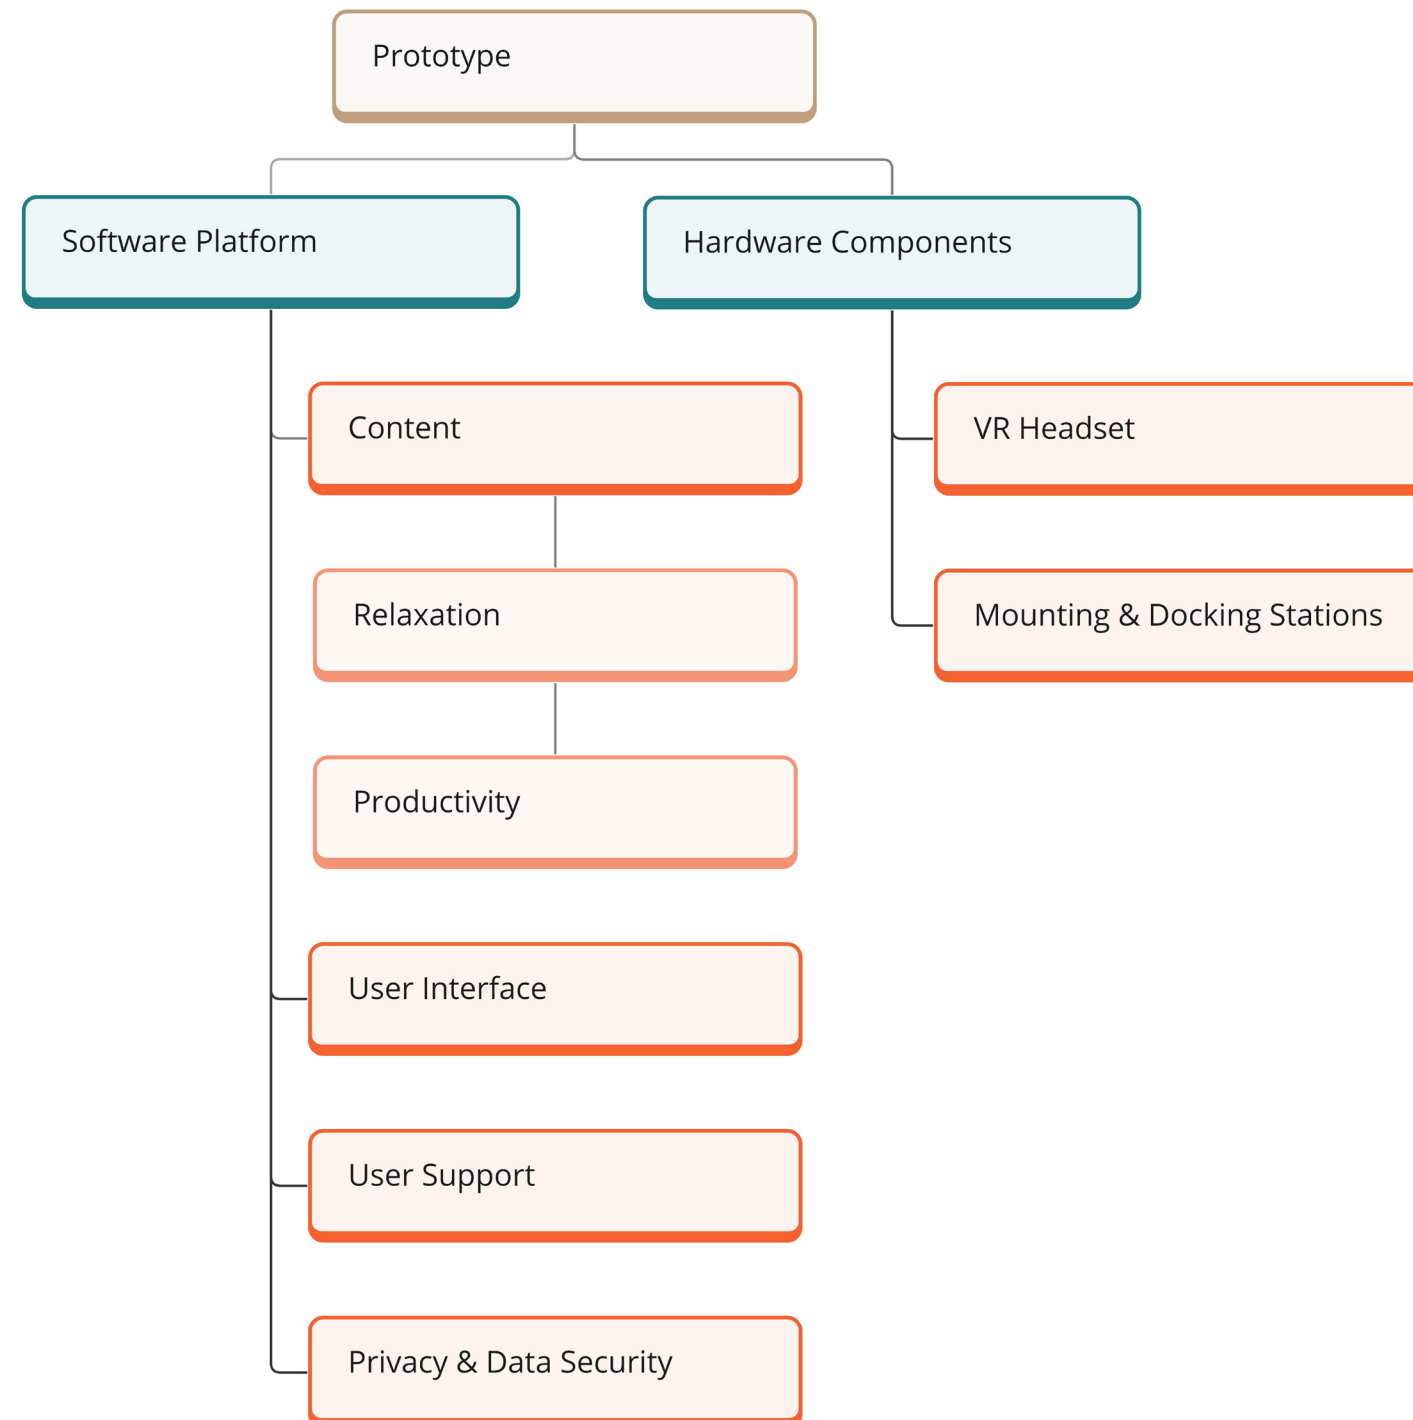 Prototype
Software Platform
Hardware Components
Content
VR Headset
Relaxation
Mounting & Docking Stations
Productivity
User Interface
User Support
Privacy & Data Security